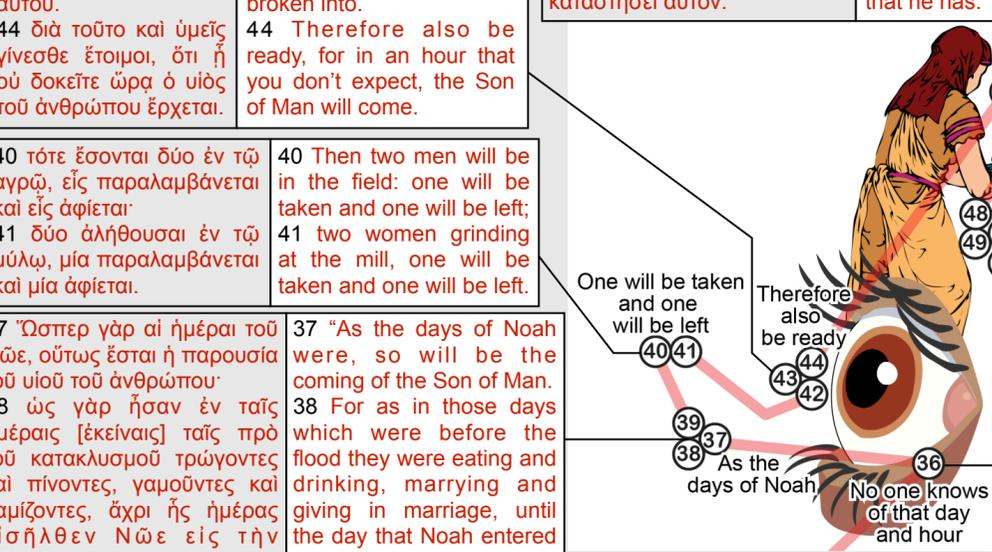 αὐτοῦ.
44 διὰ τοῦτο καὶ ὑμεῖς
γίνεσθε ἕτοιμοι, ὅτι ᾗ
οὐ δοκεῖτε ὥρᾳ ὁ υἱὸς
τοῦ ἀνθρώπου ἔρχεται.
broken into.
44 Therefore also be
ready, for in an hour that
you don’t expect, the Son
of Man will come.
καταστήσει αὐτόν.
that he has.
40 τότε ἔσονται δύο ἐν τῷ
ἀγρῷ, εἷς παραλαμβάνεται
καὶ εἷς ἀφίεται·
41 δύο ἀλήθουσαι ἐν τῷ
μύλῳ, μία παραλαμβάνεται
καὶ μία ἀφίεται.
40 Then two men will be
in the field: one will be
taken and one will be left;
41 two women grinding
at the mill, one will be
taken and one will be left.
7 Ὥσπερ γὰρ αἱ ἡμέραι τοῦ
ῶε, οὕτως ἔσται ἡ παρουσία
οῦ υἱοῦ τοῦ ἀνθρώπου·
8 ὡς γὰρ ἦσαν ἐν ταῖς
μέραις [ἐκείναις] ταῖς πρὸ
οῦ κατακλυσμοῦ τρώγοντες
αὶ πίνοντες, γαμοῦντες καὶ
αμίζοντες, ἄχρι ἧς ἡμέρας
ἰσῆλθεν Νῶε εἰς τὴν
37 “As the days of Noah
were, so will be the
coming of the Son of Man.
38 For as in those days
which were before the
flood they were eating and
drinking, marrying and
giving in marriage, until
the day that Noah entered
One will be taken
and one
will be left
40 41
Therefore
also
be ready
44
43
42
48
49
39
37
38
As the
days of Noah
36
No one knows
of that day
and hour